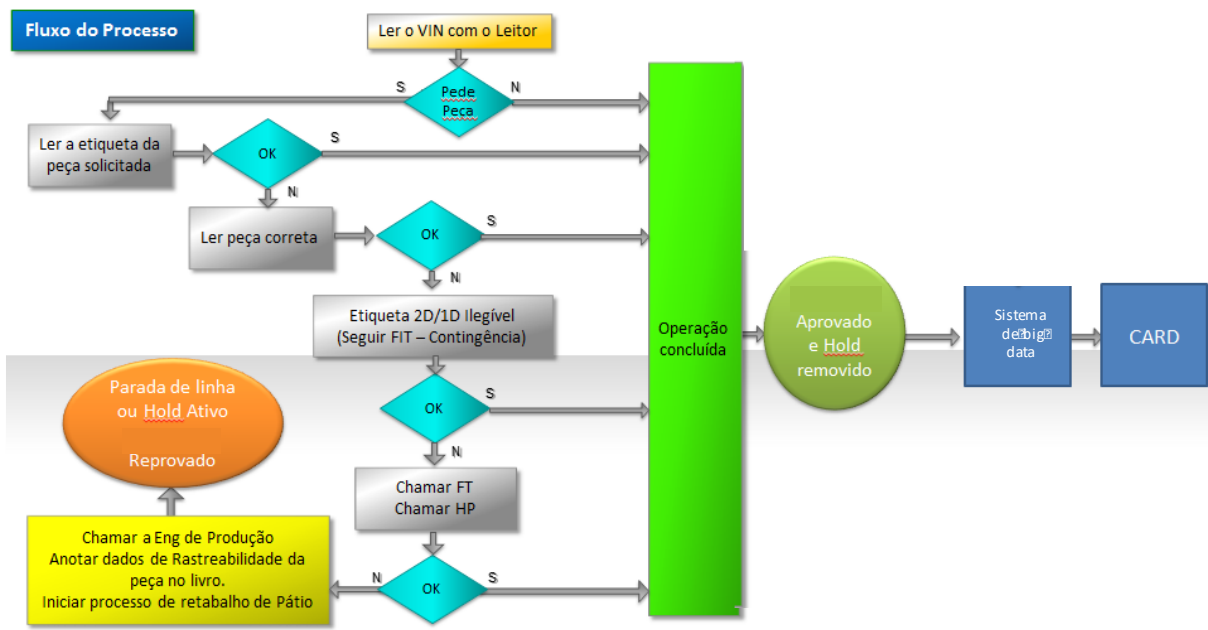 Fluxo do Processo
Ler o VIN com o Leitor
S
Pede
Peca
N
Ler a etiqueta da
peça solicitada
OK
S
N
Ler peça correta
OK
S
N
Etiqueta 2D/1D Ilegível
(Seguir FIT – Contingência)
OK
S
N
Chamar FT
Chamar HP
OK
S
N
Chamar a Eng de Produção
Anotar dados de Rastreabilidade da
peça no livro.
Iniciar processo de retabalho de Pátio
Parada de linha
ou Hold Ativo
Reprovado
Operação
concluída
Aprovado
e Hold
removido
Sistema
de big
data
CARD